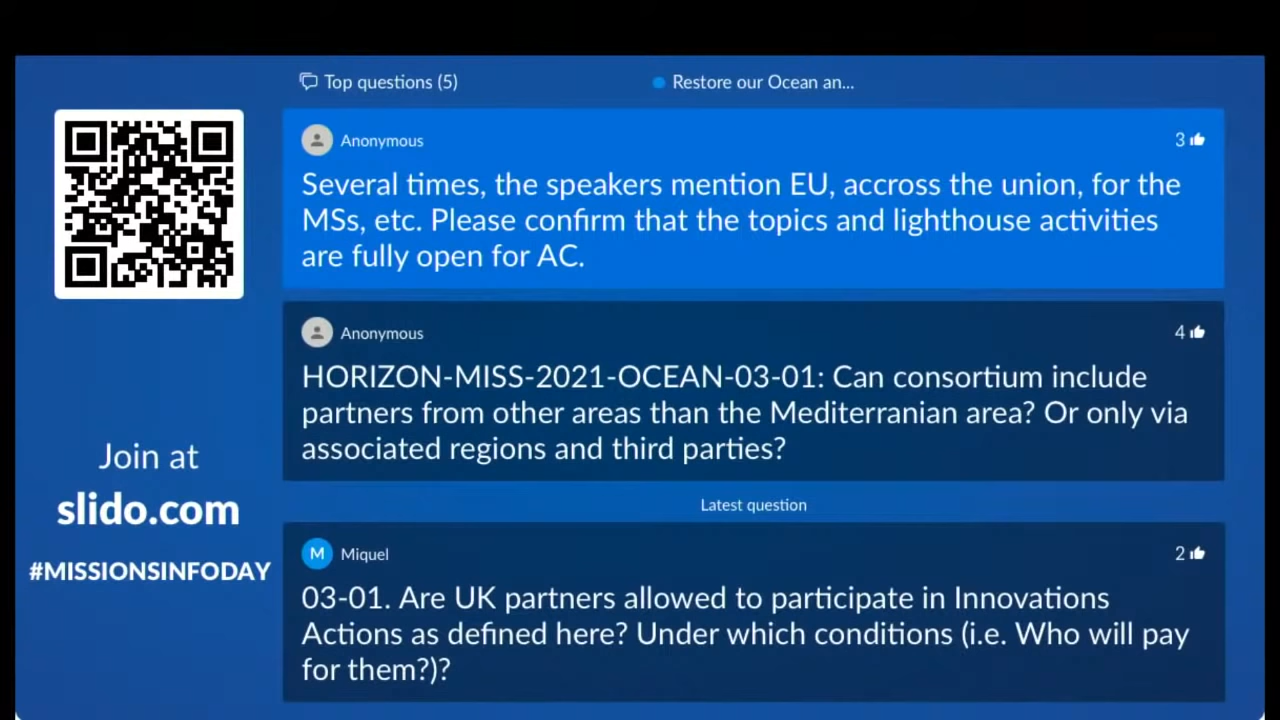 Top questions (5)
Restore our Ocean an...
Anonymous
3
Several times, the speakers mention EU, accross the union, for the
MSs, etc. Please confirm that the topics and lighthouse activities
are fully open for AC.
Anonymous
4
HORIZON-MISS-2021-OCEAN-03-01: Can consortium include
partners from other areas than the Mediterranian area? Or only via
associated regions and third parties?
Join at
slido.com
#MISSIONSINFODAY
Latest question
M
Miquel
2
03-01. Are UK partners allowed to participate in Innovations
Actions as defined here? Under which conditions (i.e. Who will pay
for them?)?